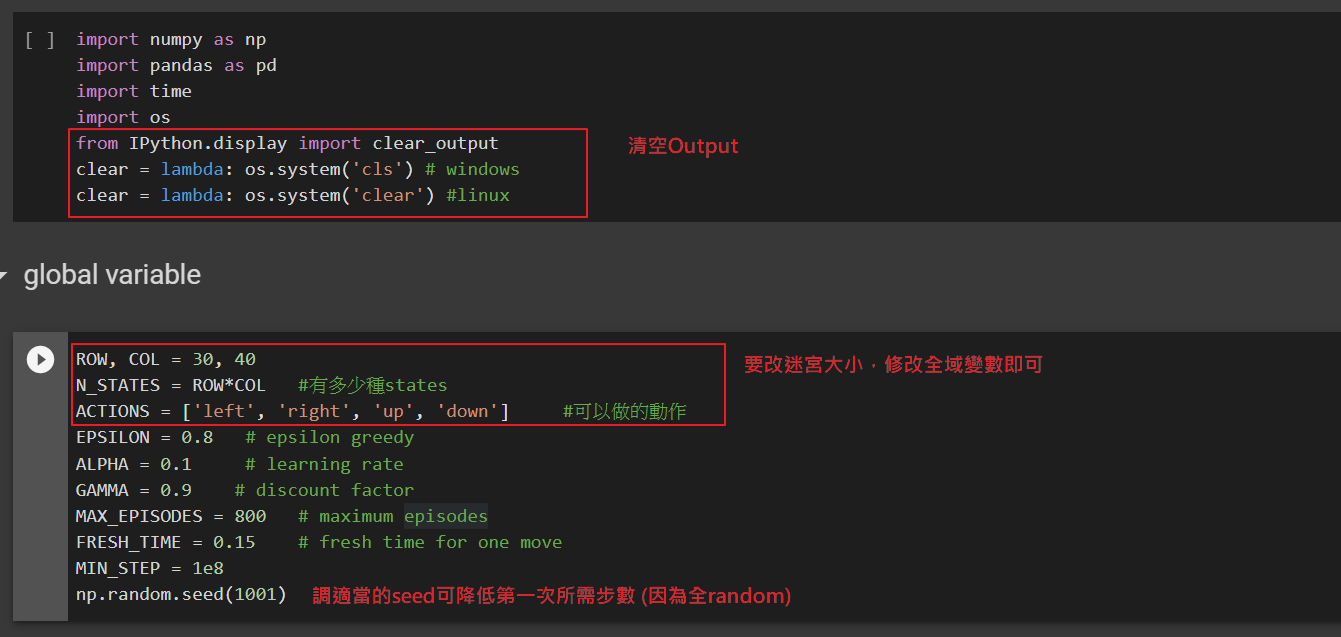 [ ] import numpy as np
import pandas as pd
import time
import os
from IPython.display import clear_output
清空Output
clear = lambda: os.system('cls') # windows
clear = lambda: os.system('clear') #linux
global variable
ROW, COL = 30, 40
要改迷宮大小，修改全域變數即可
N_STATES = ROW*COL   #有多少種states
ACTIONS = ['left', 'right', 'up', 'down']     #可以做的動作
EPSILON = 0.8   # epsilon greedy
ALPHA = 0.1     # learning rate
GAMMA = 0.9    # discount factor
MAX_EPISODES = 800   # maximum episodes
FRESH_TIME = 0.15    # fresh time for one move
MIN_STEP = 1e8
np.random.seed(1001)   調適當的seed可降低第一次所需步數 (因為全random)